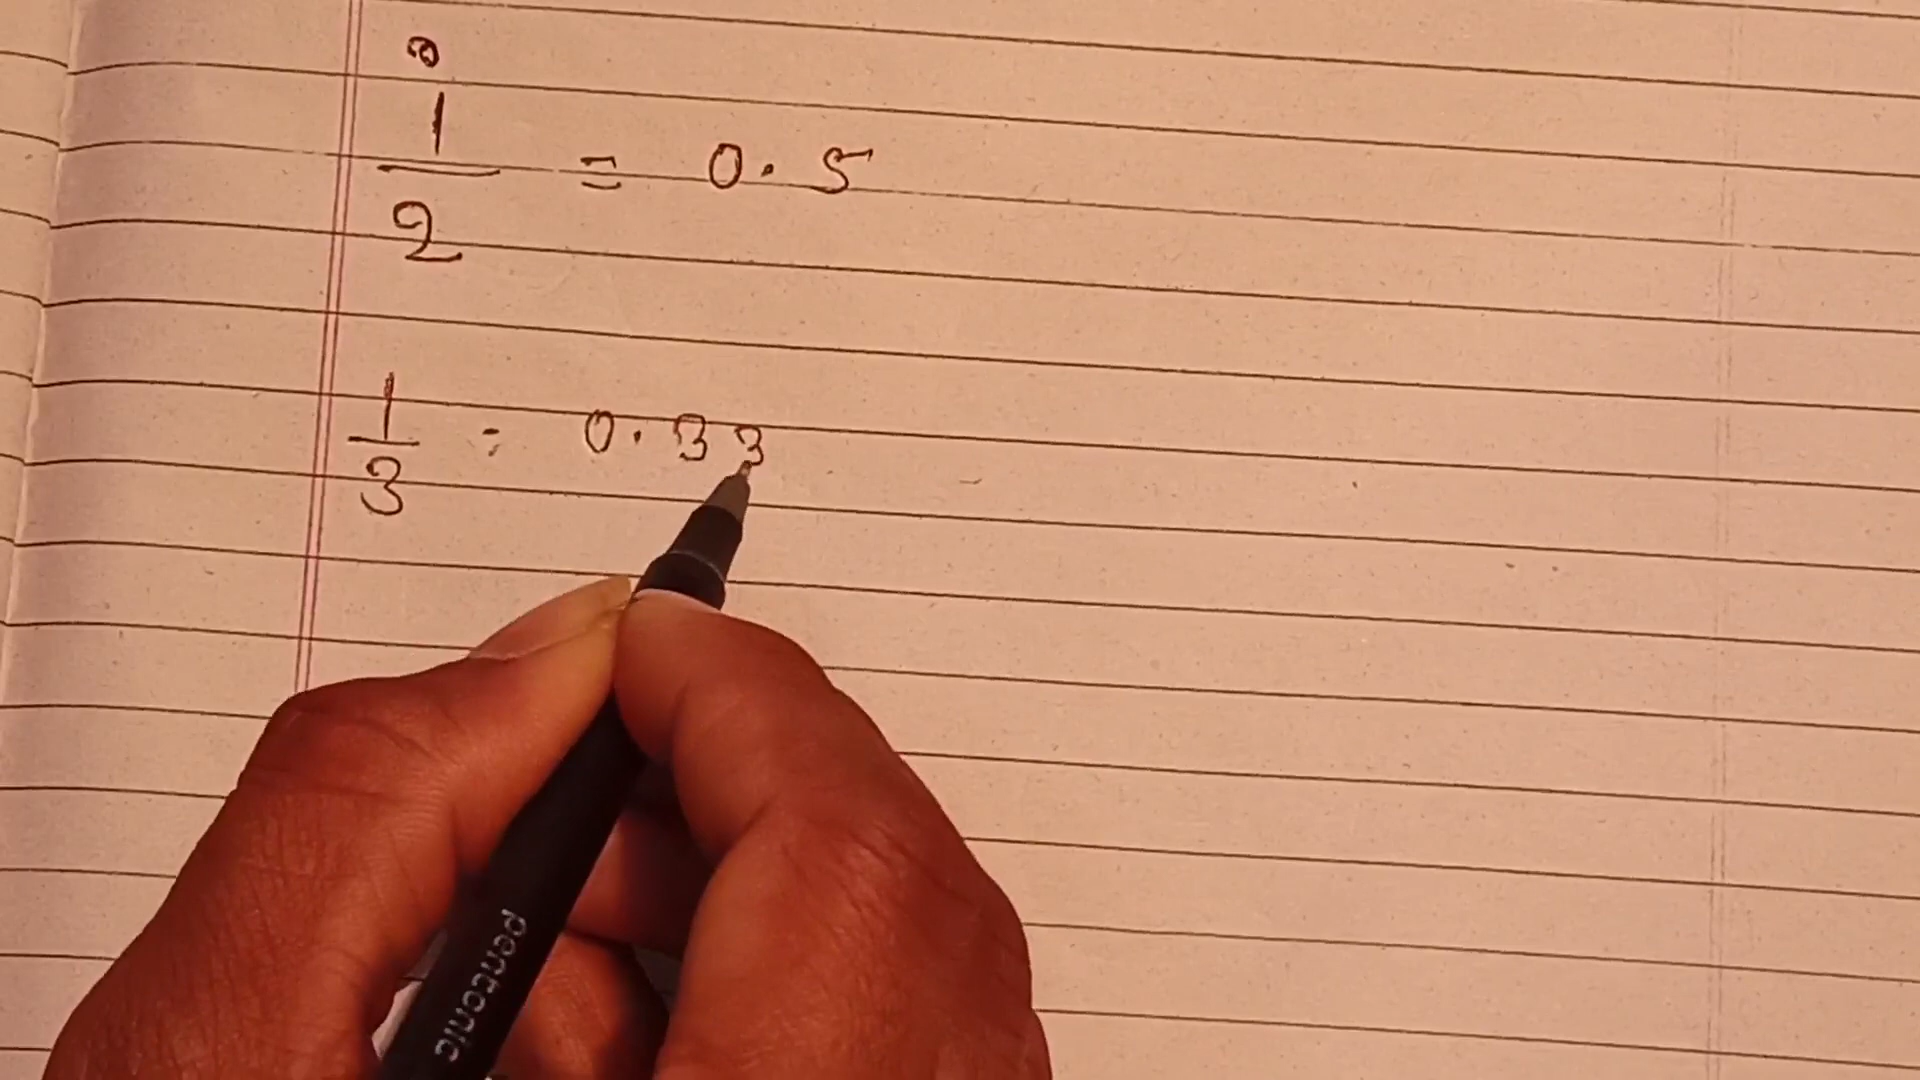 1/2 = 0.5
1/3 = 0.33
pentonic